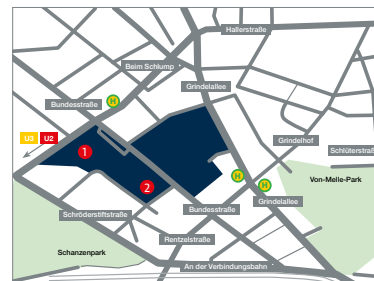 Hallerstraße
Beim Schlump
Grindelallee
H
Bundesstraße
U3
U2
Grindelhof
1
Schlüterstraß
H
H
Von-Melle-Park
2
Grindelallee
Bundesstraße
Schröderstiftstraße
Rentzelstraße
Schanzenpark
An der Verbindungsbahn